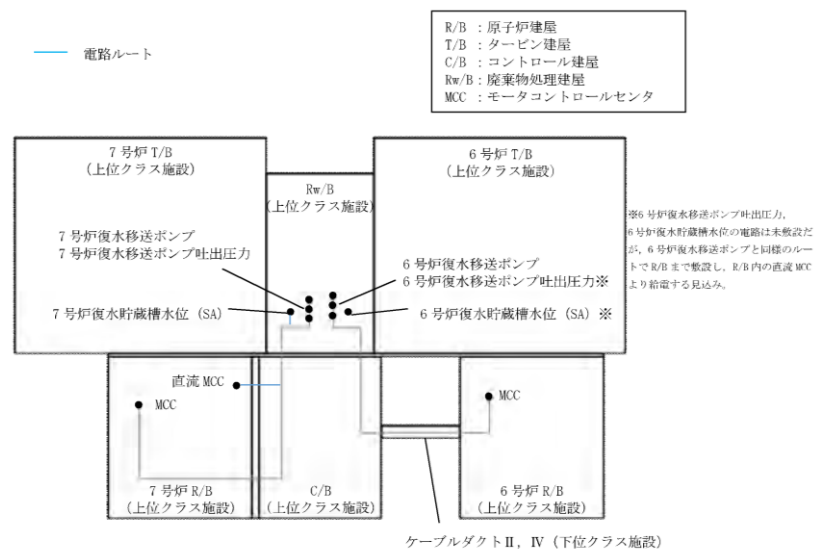 R/B ：原子炉建屋
T/B ：タービン建屋
C/B ：コントロール建屋
Rw/B：廃棄物処理建屋
MCC ：モータコントロールセンタ
電路ルート
7 号炉 T/B
(上位クラス施設)
Rw/B
(上位クラス施設)
6 号炉 T/B
(上位クラス施設)
7 号炉復水移送ポンプ
7 号炉復水移送ポンプ吐出圧力
7 号炉復水貯蔵槽水位 (SA)
6 号炉復水移送ポンプ
6 号炉復水移送ポンプ吐出圧力※
6 号炉復水貯蔵槽水位 (SA) ※
※6 号炉復水移送ポンプ吐出圧力,
6 号炉復水貯蔵槽水位の電路は未敷設だ
が, 6 号炉復水移送ポンプと同様のルー
トで R/B まで敷設し, R/B 内の直流 MCC
より給電する見込み。
直流 MCC
MCC
MCC
7 号炉 R/B
(上位クラス施設)
C/B
(上位クラス施設)
6 号炉 R/B
(上位クラス施設)
ケーブルダクトⅡ, Ⅳ (下位クラス施設)